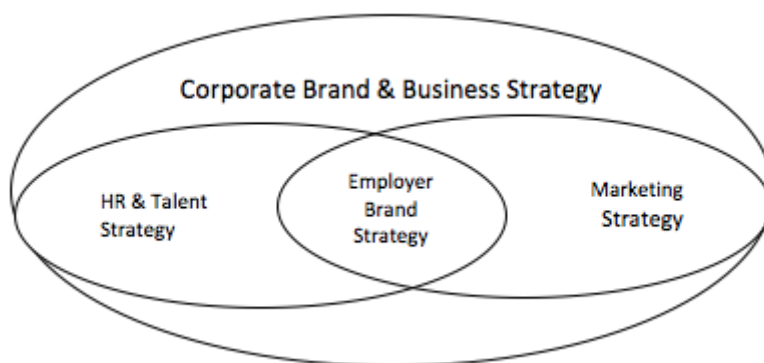 Corporate Brand & Business Strategy
HR & Talent
Strategy
Employer
Brand
Strategy
Marketing
Strategy